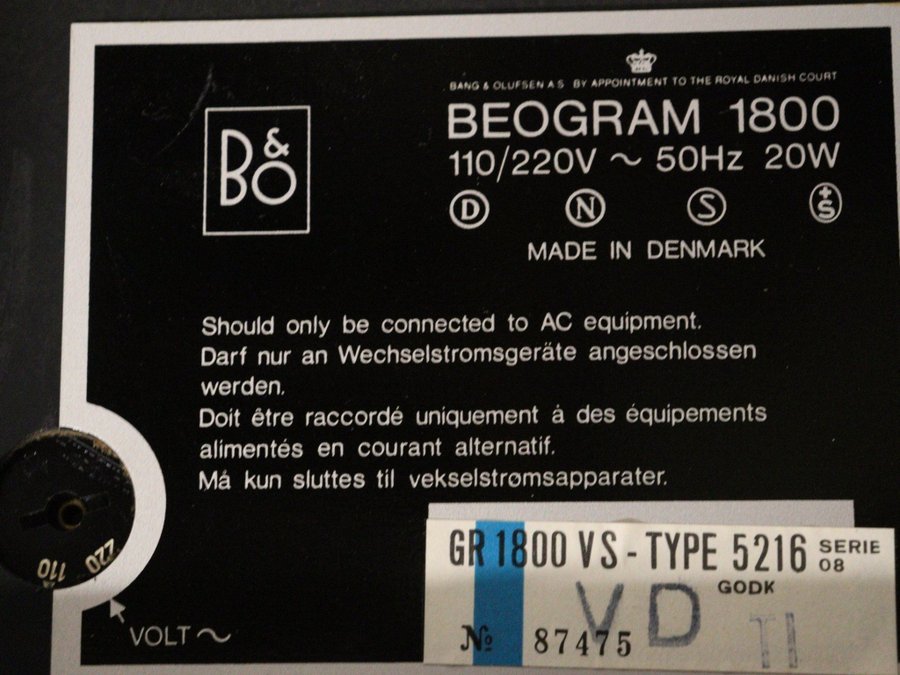 BANG & OLUFSEN A.S BY APPOINTMENT TO THE ROYAL DANISH COURT
B&O
BEOGRAM 1800
110/220V ~ 50Hz 20W
D N S +S
MADE IN DENMARK
Should only be connected to AC equipment.
Darf nur an Wechselstromsgeräte angeschlossen
werden.
Doit être raccordé uniquement á des équipements
alimentés en courant alternatif.
Må kun sluttes til vekselstrømsapparater.
GR 1800 VS - TYPE 5216 SERIE
08
GODK
VD
№ 87475
220
110
VOLT ~